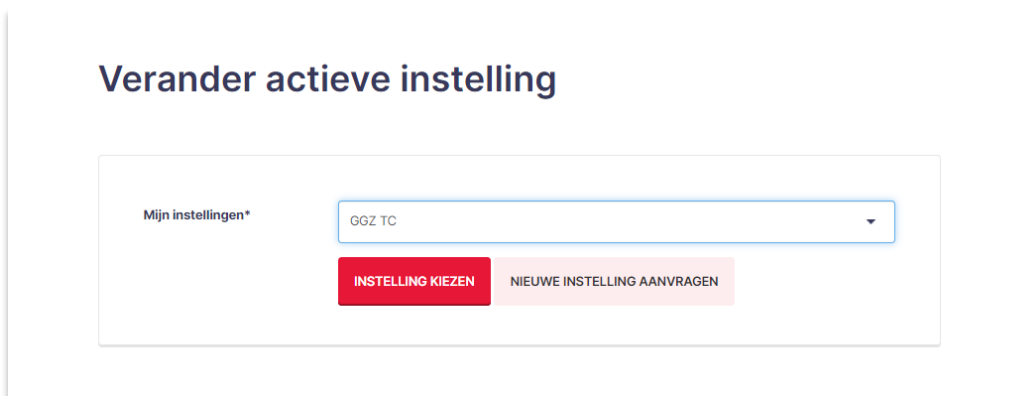 Verander actieve instelling
Mijn instellingen*
GGZ TC
INSTELLING KIEZEN
NIEUWE INSTELLING AANVRAGEN